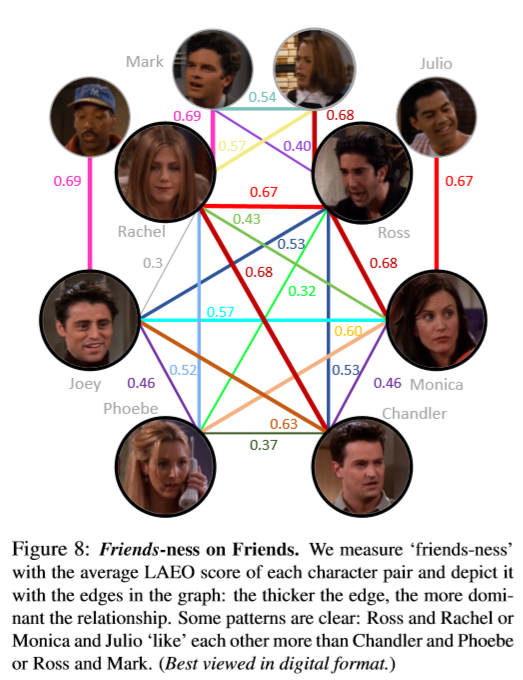 Mark
Julio
0.54
0.69
0.68
0.57
0.40
0.69
0.67
0.67
Rachel
0.43
Ross
0.53
0.3
0.68
0.68
0.32
0.57
0.60
0.52
0.53
Joey
0.46
0.46
Monica
Phoebe
Chandler
0.63
0.37
Figure 8: Friends-ness on Friends. We measure ‘friends-ness’
with the average LAEO score of each character pair and depict it
with the edges in the graph: the thicker the edge, the more domi-
nant the relationship. Some patterns are clear: Ross and Rachel or
Monica and Julio ‘like’ each other more than Chandler and Phoebe
or Ross and Mark. (Best viewed in digital format.)